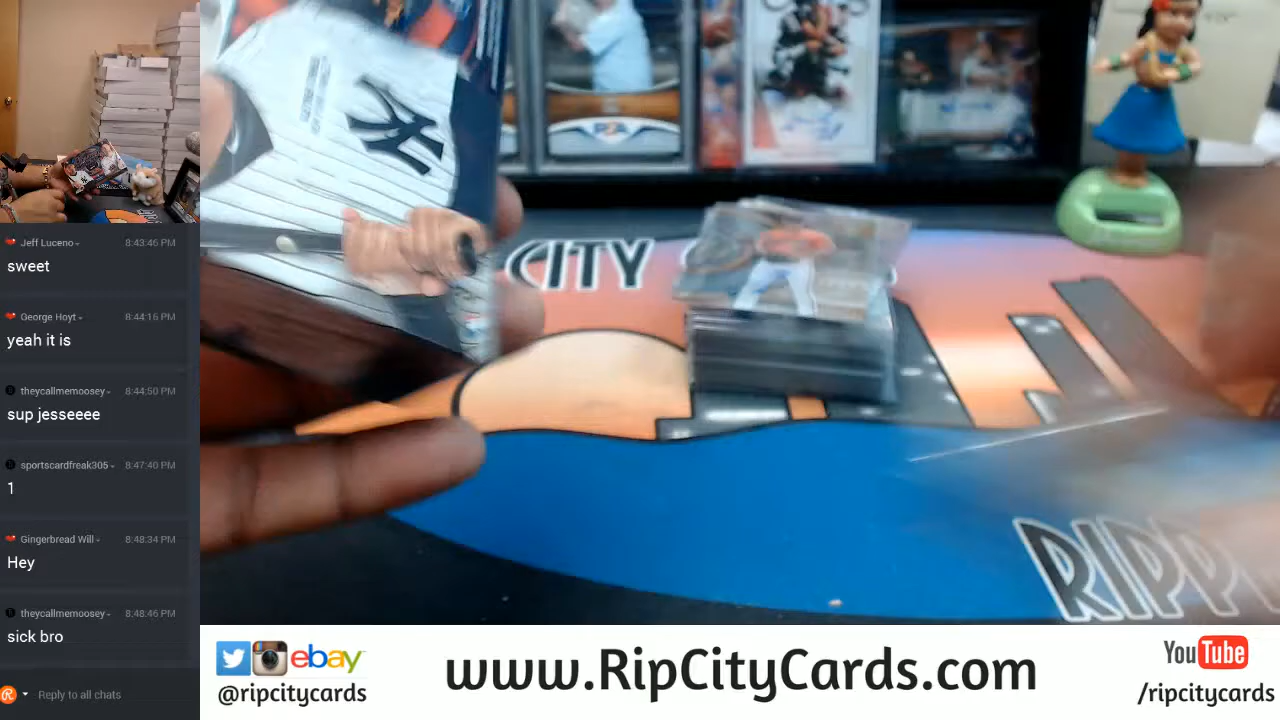 Jeff Luceno 8:43:46 PM
sweet
George Hoyt 8:44:15 PM
yeah it is
theycallmemoosey 8:44:50 PM
sup jesseeee
sportscardfreak305 8:47:40 PM
1
Gingerbread Will 8:48:34 PM
Hey
theycallmemoosey 8:48:46 PM
sick bro
Reply to all chats
NY
CITY
RIPP
ebay
@ripcitycards
www.RipCityCards.com
YouTube
/ripcitycards